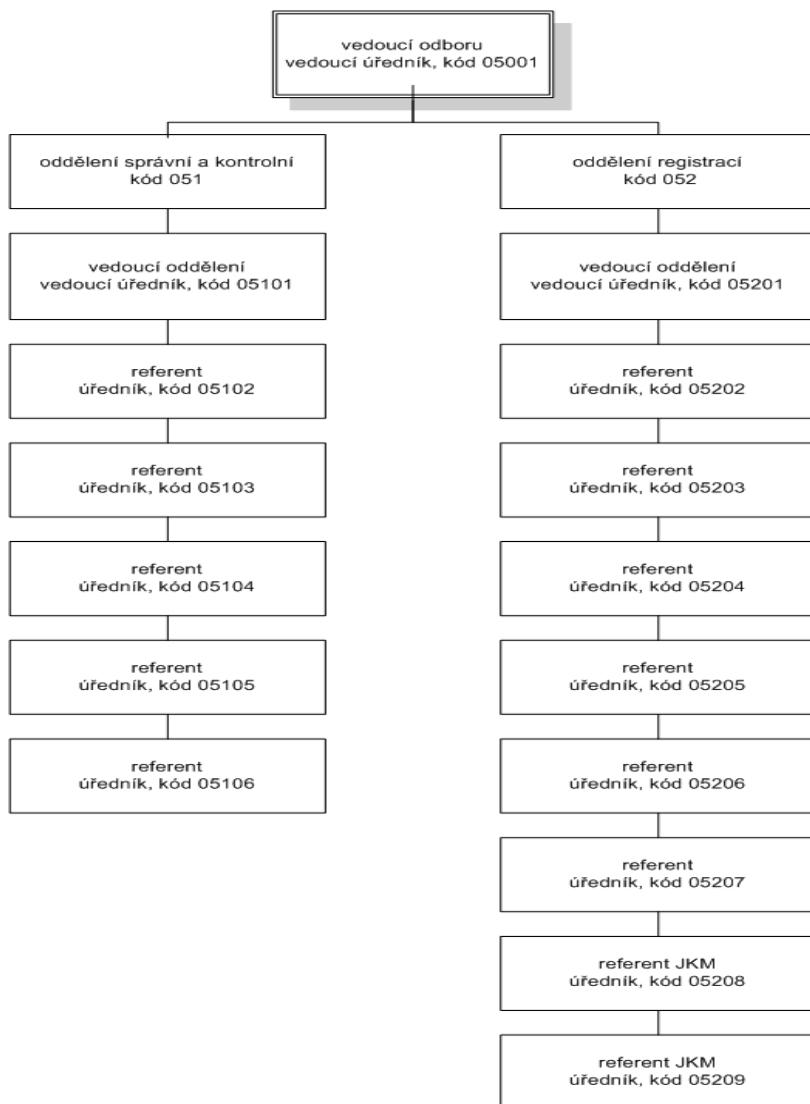 vedoucí odboru
vedoucí úředník, kód 05001
oddělení správní a kontrolní
kód 051
vedoucí oddělení
vedoucí úředník, kód 05101
referent
úředník, kód 05102
referent
úředník, kód 05103
referent
úředník, kód 05104
referent
úředník, kód 05105
referent
úředník, kód 05106
oddělení registrací
kód 052
vedoucí oddělení
vedoucí úředník, kód 05201
referent
úředník, kód 05202
referent
úředník, kód 05203
referent
úředník, kód 05204
referent
úředník, kód 05205
referent
úředník, kód 05206
referent
úředník, kód 05207
referent JKM
úředník, kód 05208
referent JKM
úředník, kód 05209